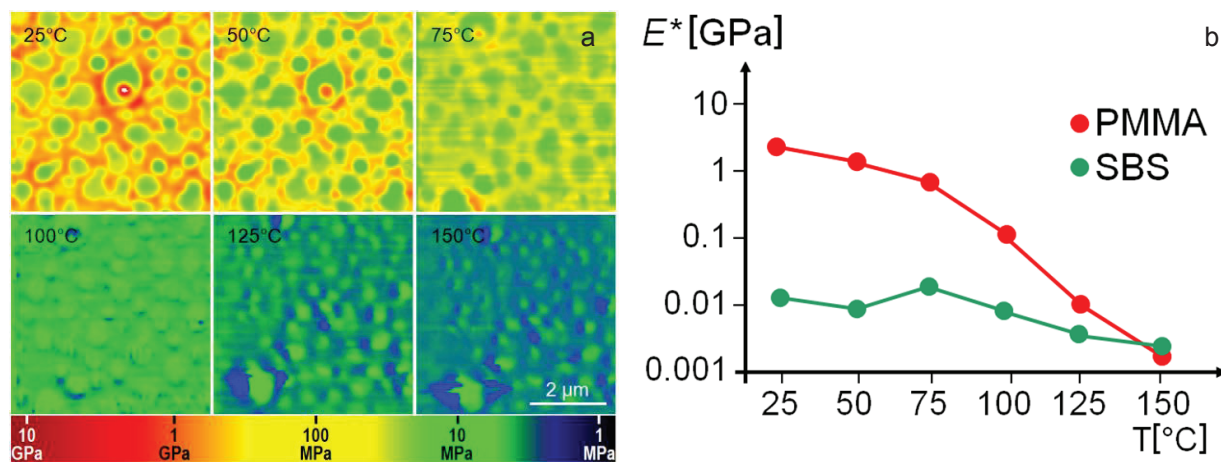 25°C
50°C
75°C
a
100°C
125°C
150°C
2 µm
10 GPa
1 GPa
100 MPa
10 MPa
1 MPa
E* [GPa]
b
10
1
0.1
0.01
0.001
PMMA
SBS
25 50 75 100 125 150
T[°C]